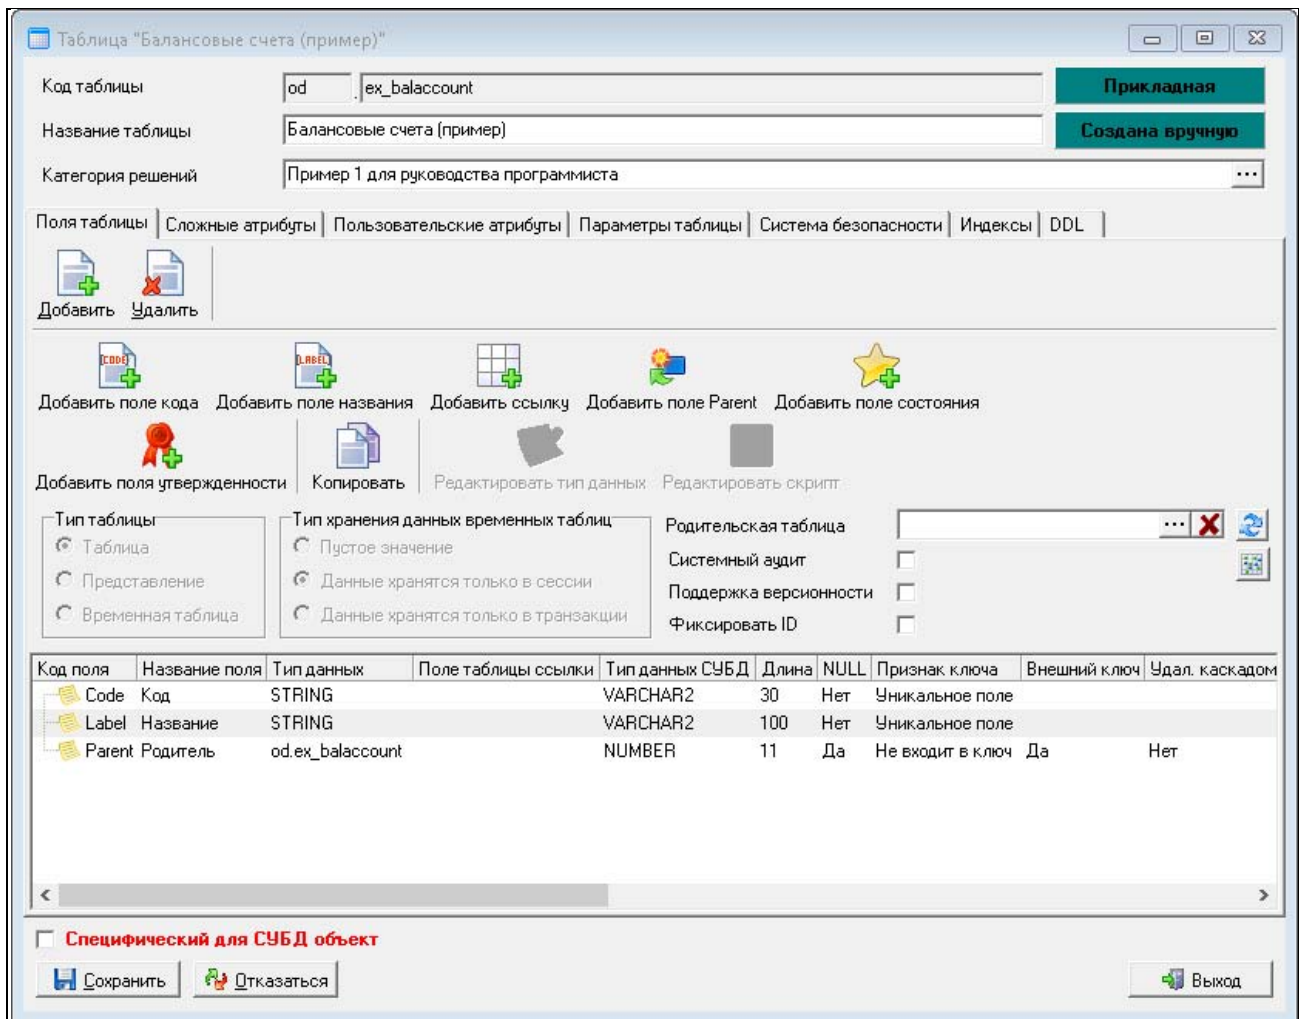 Таблица "Балансовые счета (пример)"
Код таблицы od . ex_balaccount Прикладная
Название таблицы Балансовые счета (пример) Создана вручную
Категория решений Пример 1 для руководства программиста ...
Поля таблицы Сложные атрибуты Пользовательские атрибуты Параметры таблицы Система безопасности Индексы DDL
Добавить Удалить
[CODE] [LABEL]
Добавить поле кода Добавить поле названия Добавить ссылку Добавить поле Parent Добавить поле состояния
Добавить поля утвержденности Копировать Редактировать тип данных Редактировать скрипт
Тип таблицы Тип хранения данных временных таблиц Родительская таблица ...
Таблица Пустое значение Системный аудит
Представление Данные хранятся только в сессии Поддержка версионности
Временная таблица Данные хранятся только в транзакции Фиксировать ID
Код поля Название поля Тип данных Поле таблицы ссылки Тип данных СУБД Длина NULL Признак ключа Внешний ключ Удал. каскадом
Code Код STRING VARCHAR2 30 Нет Уникальное поле
Label Название STRING VARCHAR2 100 Нет Уникальное поле
Parent Родитель od.ex_balaccount NUMBER 11 Да Не входит в ключ Да Нет
Специфический для СУБД объект
Сохранить Отказаться Выход